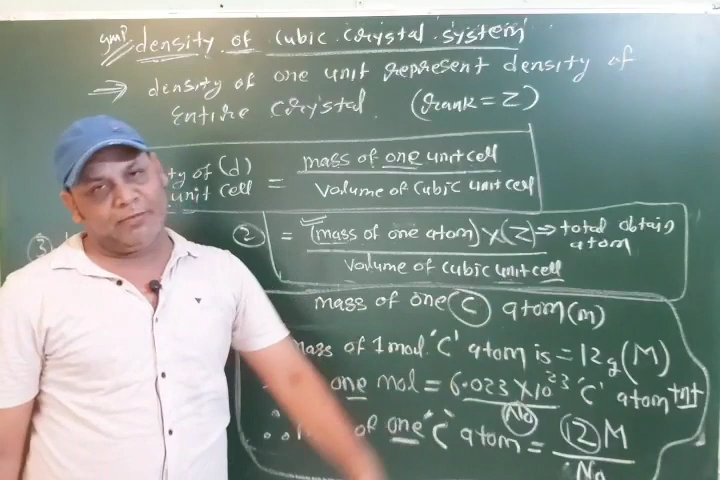 gmp density of cubic crystal system
⇒ density of one unit represent density of
entire crystal (rank = Z)
ty of (d) unit cell = mass of one unit cell / Volume of cubic unit cell
② = (mass of one atom) × (Z) ⇒ total obtain atom / Volume of cubic unit cell
③
mass of one C atom (m)
mass of 1 mol 'C' atom is = 12g (M)
one mol = 6.023 × 10²³ 'C' atom
(N₀)
∴ of one 'C' atom = 12 M / N₀